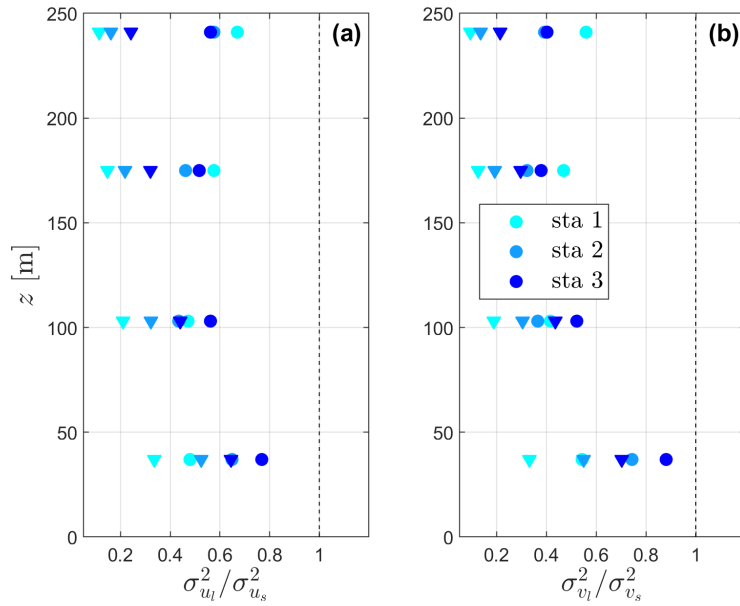 250
200
150
100
50
0
z [m]
(a)
0.2 0.4 0.6 0.8 1
σ²_{u_l}/σ²_{u_s}
(b)
sta 1
sta 2
sta 3
250
200
150
100
50
0
0.2 0.4 0.6 0.8 1
σ²_{v_l}/σ²_{v_s}